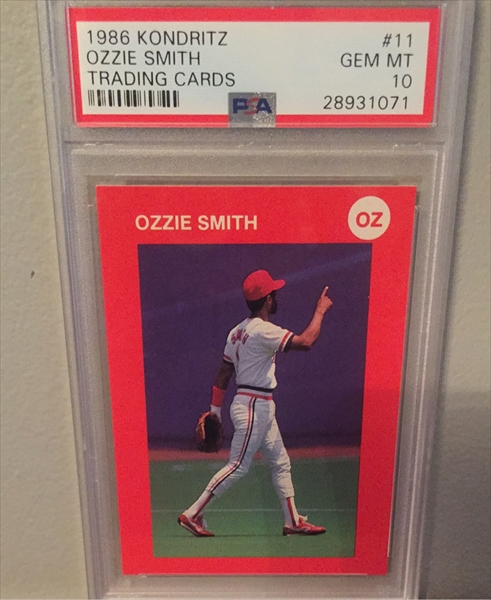 1986 KONDRITZ #11
OZZIE SMITH GEM MT
TRADING CARDS 10
PSA 28931071
OZZIE SMITH OZ